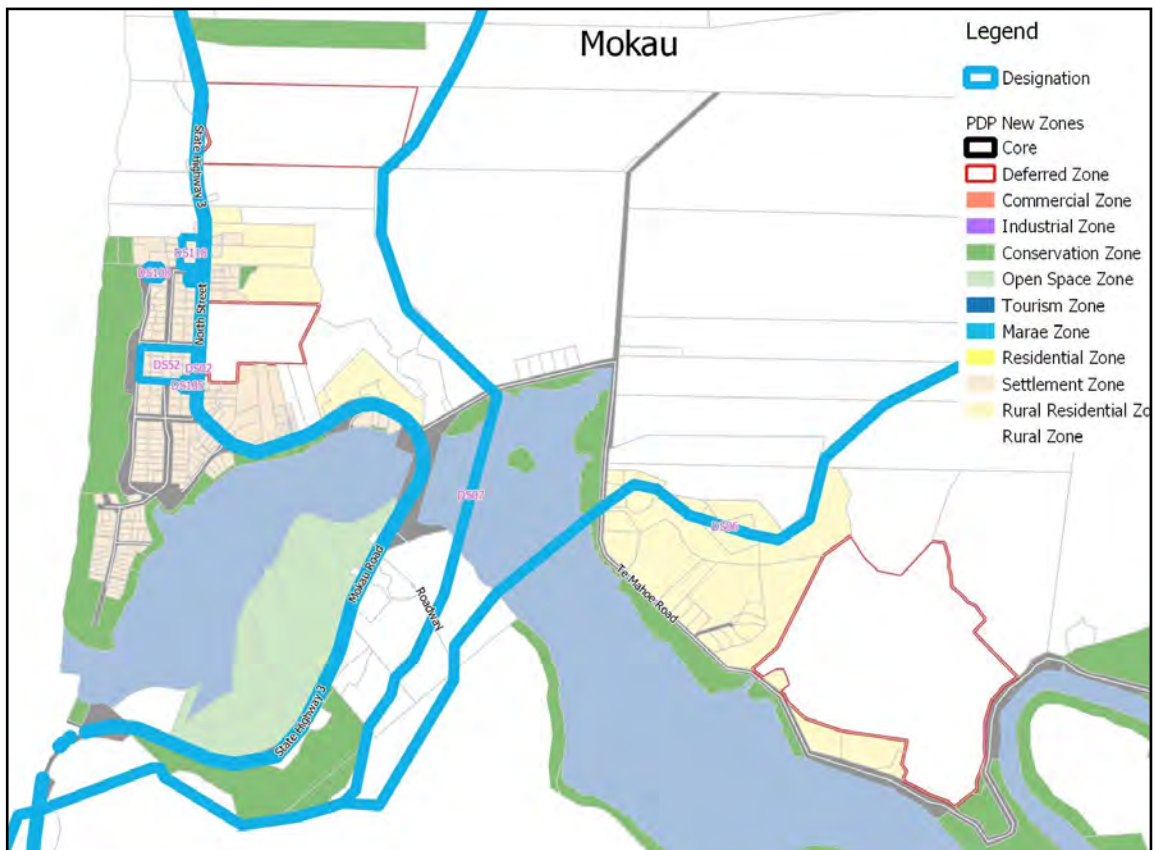 Mokau
Legend
Designation
PDP New Zones
Core
Deferred Zone
Commercial Zone
Industrial Zone
Conservation Zone
Open Space Zone
Tourism Zone
Marae Zone
Residential Zone
Settlement Zone
Rural Residential Zo
Rural Zone
State Highway 3
DS118
North Street
DS52
Mokau Road
Roadway
Te Mahoe Road
State Highway 3